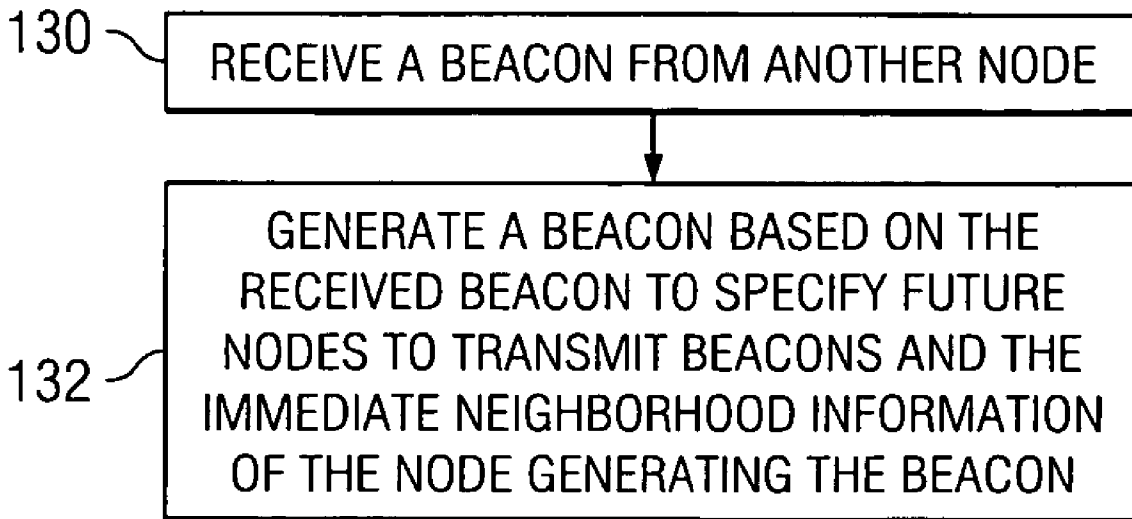 130
RECEIVE A BEACON FROM ANOTHER NODE
132
GENERATE A BEACON BASED ON THE
RECEIVED BEACON TO SPECIFY FUTURE
NODES TO TRANSMIT BEACONS AND THE
IMMEDIATE NEIGHBORHOOD INFORMATION
OF THE NODE GENERATING THE BEACON